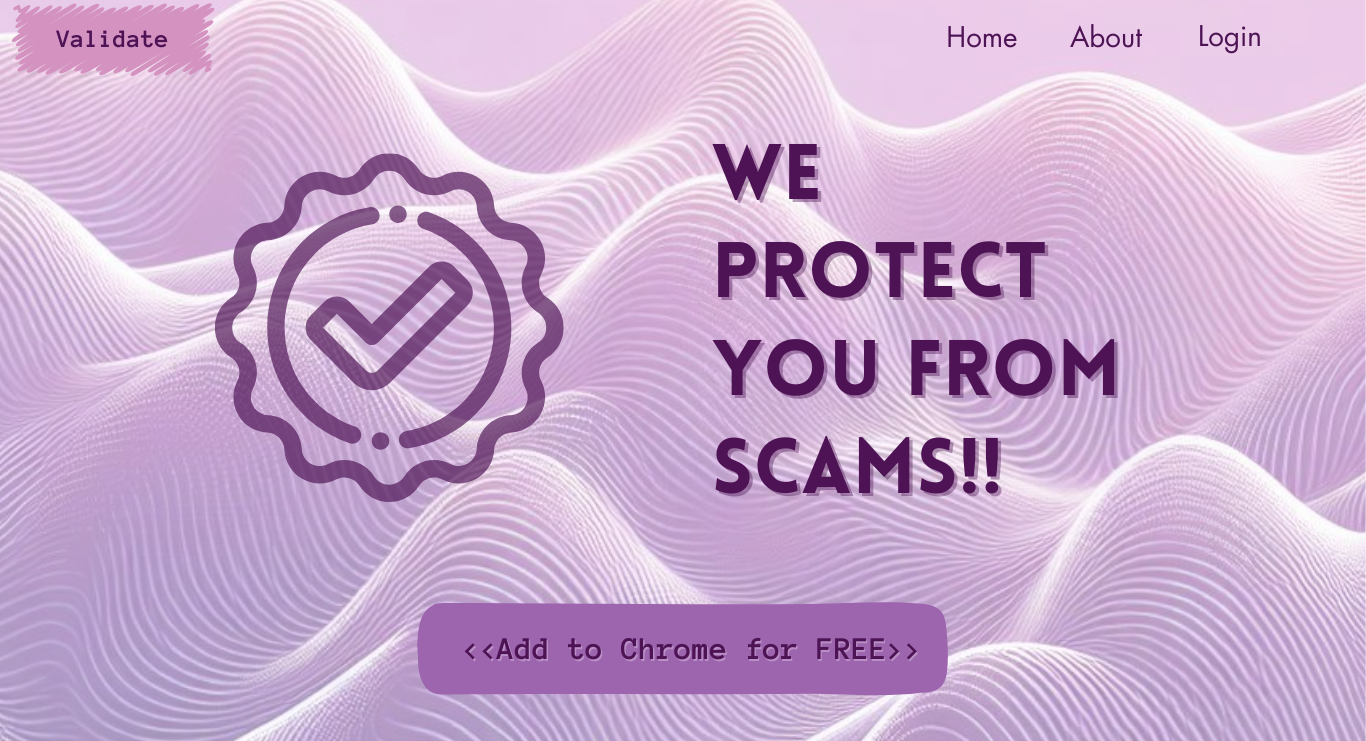 Validate
Home About Login
WE
PROTECT
YOU FROM
SCAMS!!
<<Add to Chrome for FREE>>